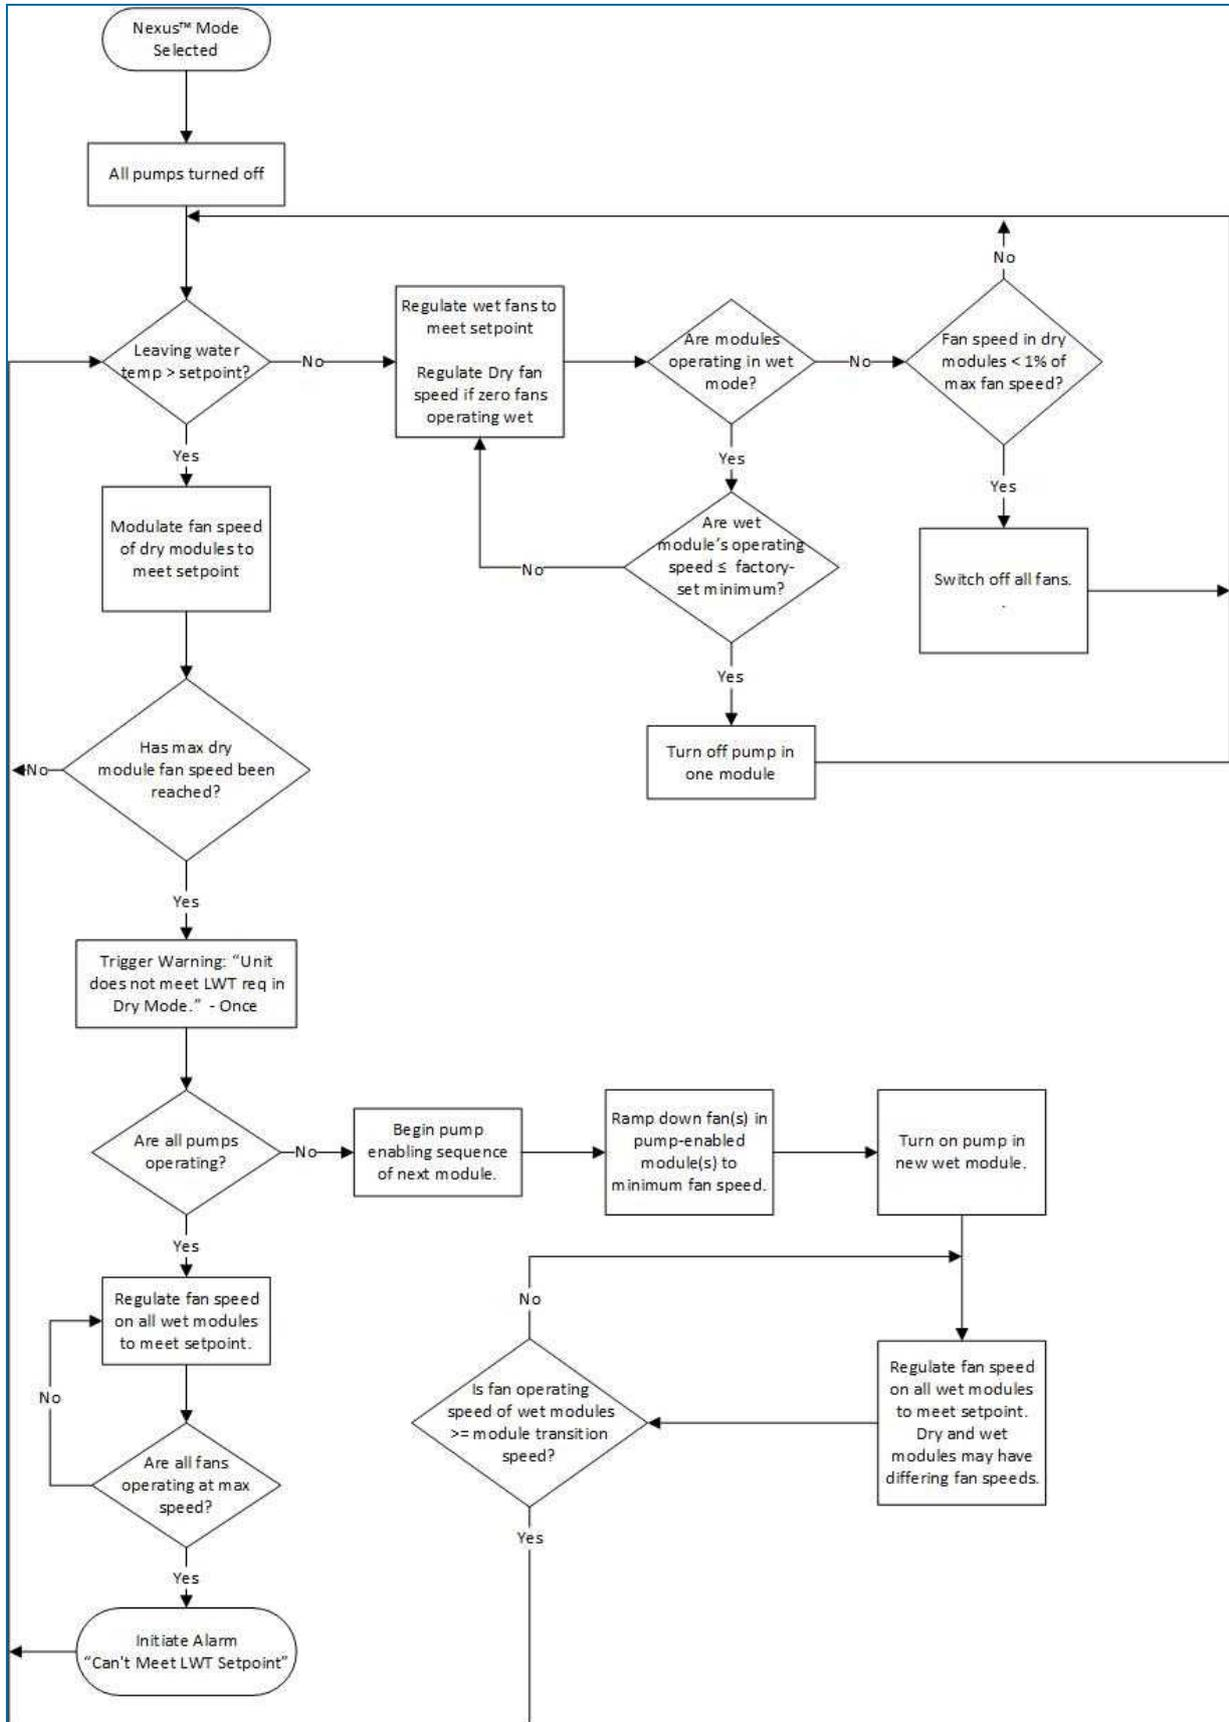 Nexus™ Mode
Selected
All pumps turned off
Leaving water
temp > setpoint?
No
Regulate wet fans to
meet setpoint
Regulate Dry fan
speed if zero fans
operating wet
Are modules
operating in wet
mode?
No
Fan speed in dry
modules < 1% of
max fan speed?
No
Yes
Switch off all fans.
.
Yes
Are wet
module's operating
speed ≤ factory-
set minimum?
No
Yes
Turn off pump in
one module
Yes
Modulate fan speed
of dry modules to
meet setpoint
Has max dry
module fan speed been
reached?
No
Yes
Trigger Warning: “Unit
does not meet LWT req in
Dry Mode.” - Once
Are all pumps
operating?
No
Begin pump
enabling sequence
of next module.
Ramp down fan(s) in
pump-enabled
module(s) to
minimum fan speed.
Turn on pump in
new wet module.
Regulate fan speed
on all wet modules
to meet setpoint.
Dry and wet
modules may have
differing fan speeds.
Is fan operating
speed of wet modules
>= module transition
speed?
No
Yes
Yes
Regulate fan speed
on all wet modules
to meet setpoint.
No
Are all fans
operating at max
speed?
Yes
Initiate Alarm
“Can't Meet LWT Setpoint”